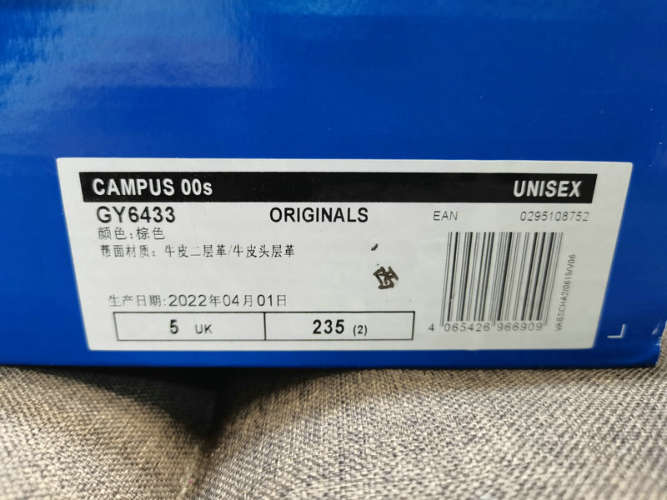 CAMPUS 00s UNISEX
GY6433 ORIGINALS EAN 0295108752
颜色:棕色
帮面材质: 牛皮二层革/牛皮头层革
生产日期:2022年04月01日
5 UK 235 (2)
4 065426 966909